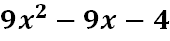 9x² − 9x − 4